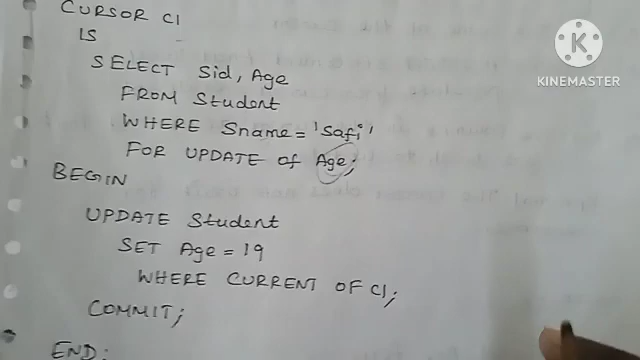 CURSOR C1
IS
SELECT Sid, Age
FROM Student
WHERE Sname = 'Safi'
FOR UPDATE of Age;
BEGIN
UPDATE Student
SET Age = 19
WHERE CURRENT OF C1;
COMMIT;
END;
K
KINEMASTER